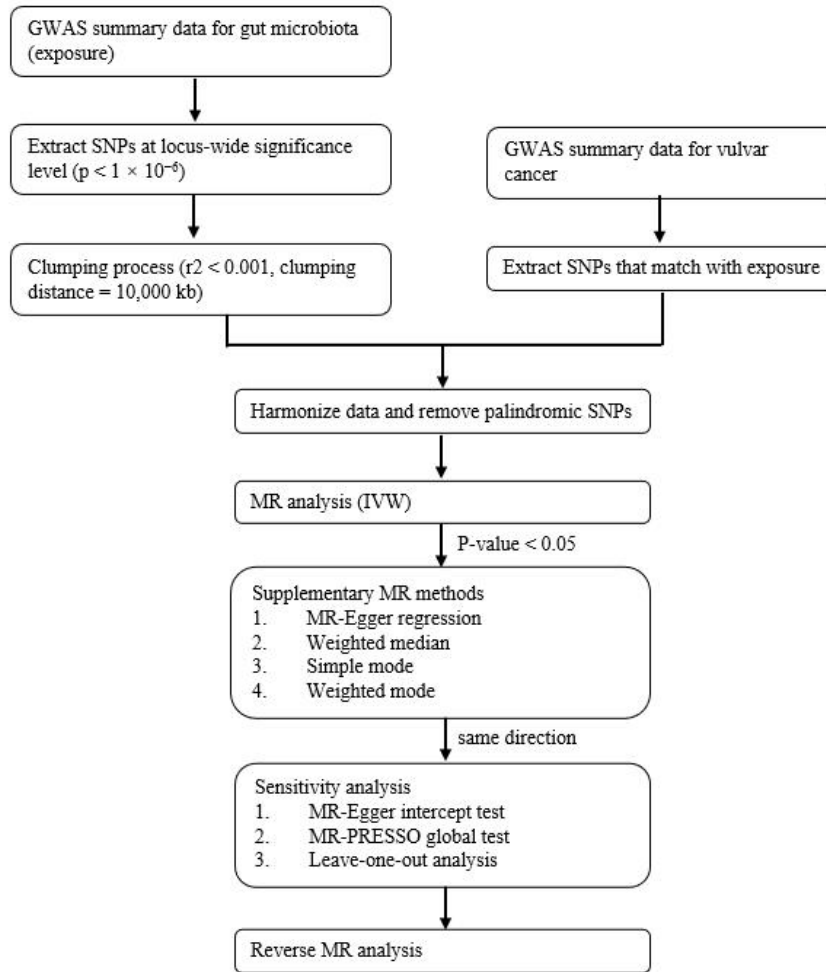 GWAS summary data for gut microbiota
(exposure)
Extract SNPs at locus-wide significance
level (p < 1 × 10⁻⁶)
GWAS summary data for vulvar
cancer
Clumping process (r2 < 0.001, clumping
distance = 10,000 kb)
Extract SNPs that match with exposure
Harmonize data and remove palindromic SNPs
MR analysis (IVW)
P-value < 0.05
Supplementary MR methods
1. MR-Egger regression
2. Weighted median
3. Simple mode
4. Weighted mode
same direction
Sensitivity analysis
1. MR-Egger intercept test
2. MR-PRESSO global test
3. Leave-one-out analysis
Reverse MR analysis